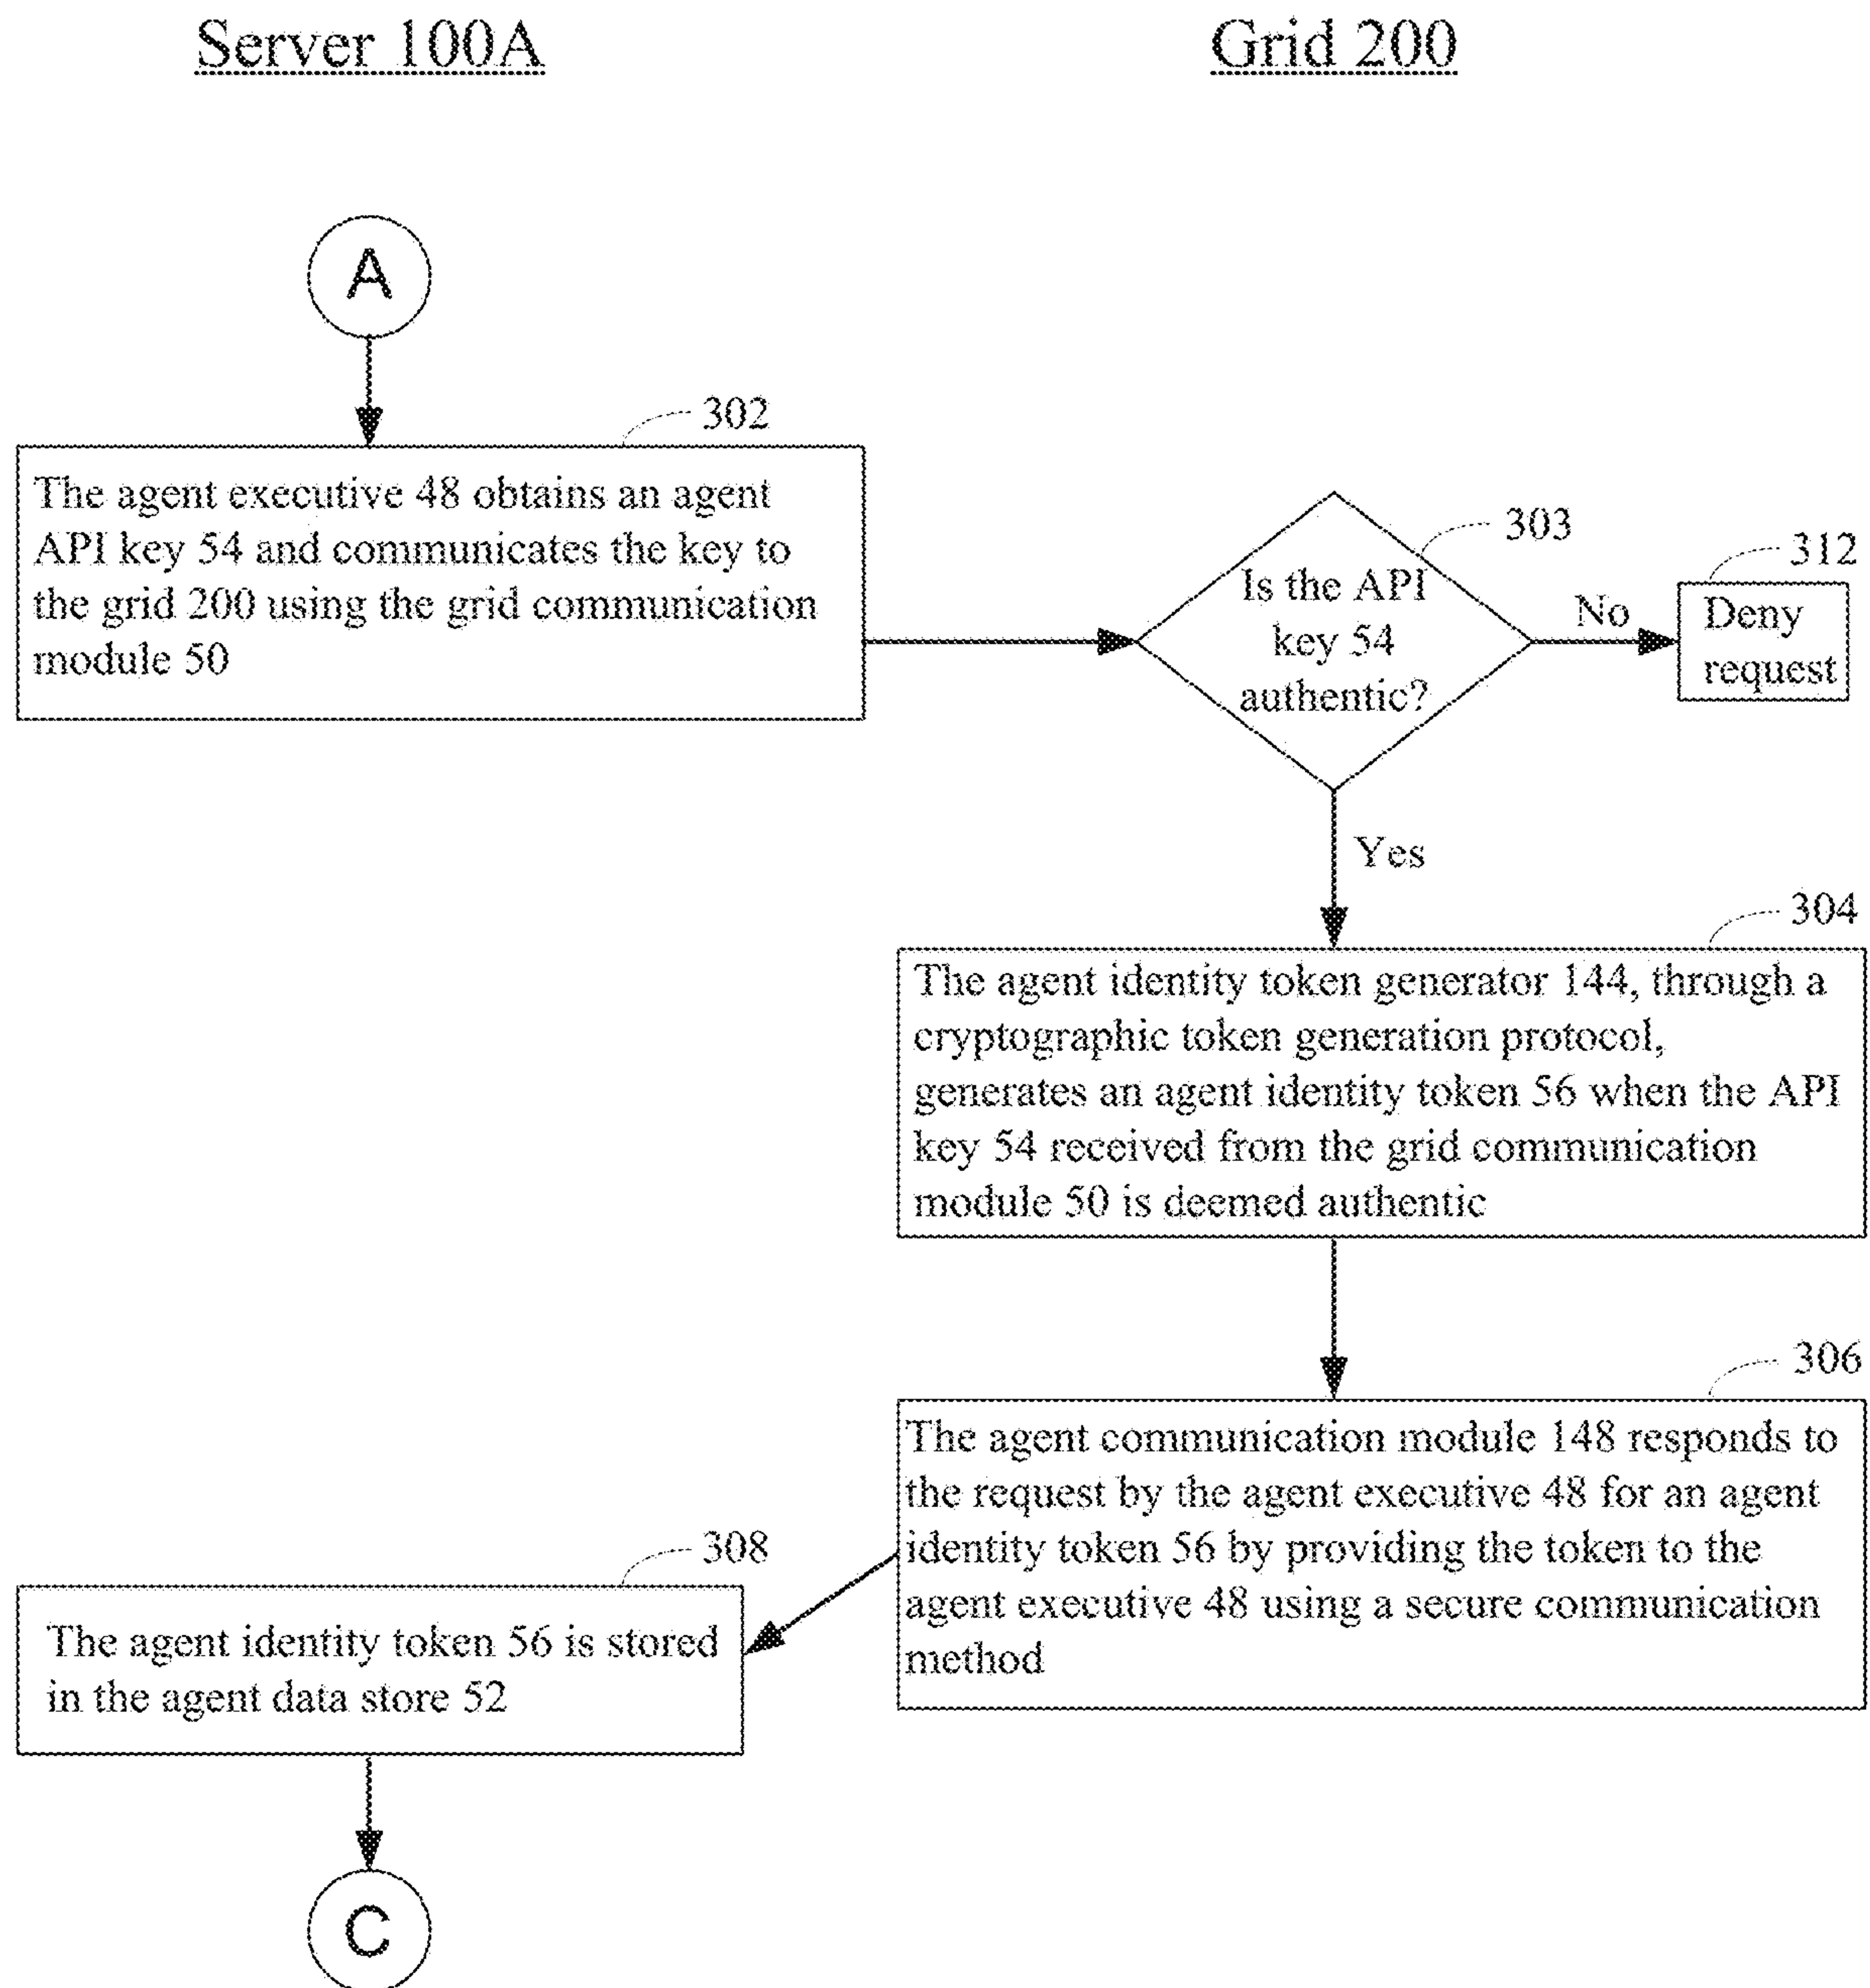 Server 100A
Grid 200
A
302
The agent executive 48 obtains an agent
API key 54 and communicates the key to
the grid 200 using the grid communication
module 50
303
Is the API
key 54
authentic?
No
312
Deny
request
Yes
304
The agent identity token generator 144, through a
cryptographic token generation protocol,
generates an agent identity token 56 when the API
key 54 received from the grid communication
module 50 is deemed authentic
306
The agent communication module 148 responds to
the request by the agent executive 48 for an agent
identity token 56 by providing the token to the
agent executive 48 using a secure communication
method
308
The agent identity token 56 is stored
in the agent data store 52
C